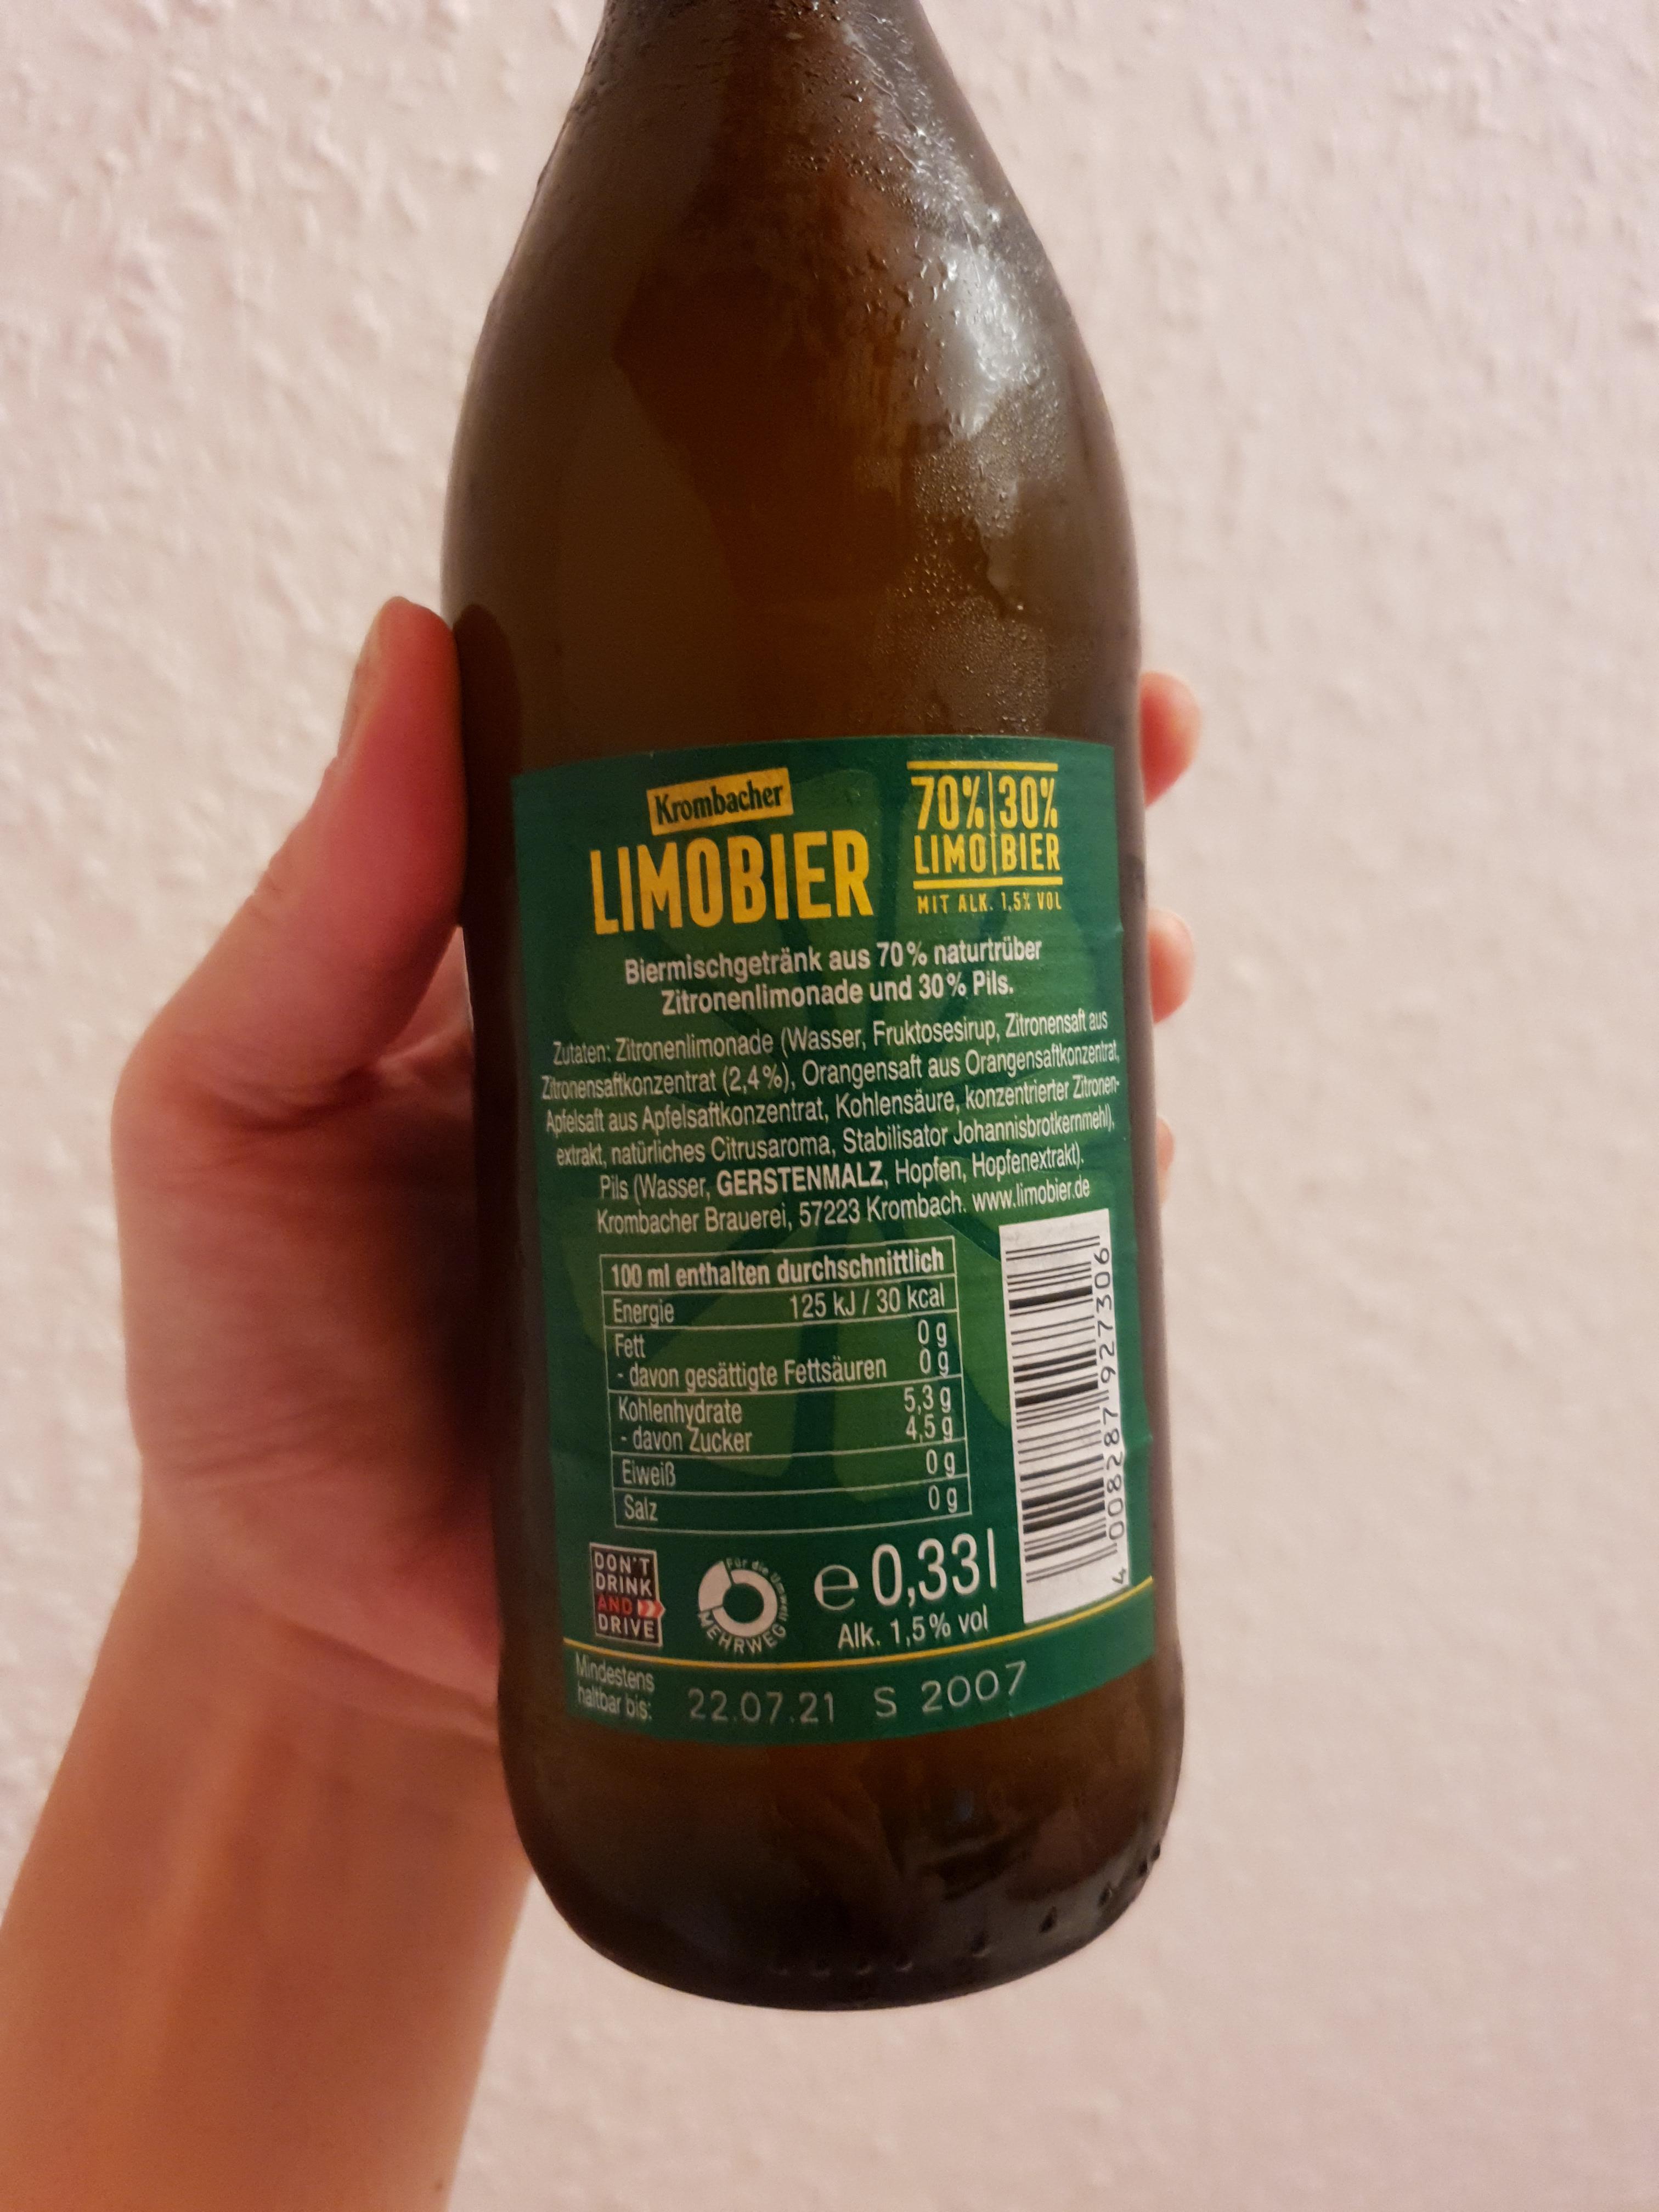 Krombacher
LIMOBIER
70% | 30%
LIMO | BIER
MIT ALK. 1,5% VOL
Biermischgetränk aus 70% naturtrüber
Zitronenlimonade und 30% Pils.
Zutaten: Zitronenlimonade (Wasser, Fruktosesirup, Zitronensaft aus
Zitronensaftkonzentrat (2,4%), Orangensaft aus Orangensaftkonzentrat,
Apfelsaft aus Apfelsaftkonzentrat, Kohlensäure, konzentrierter Zitronen-
extrakt, natürliches Citrusaroma, Stabilisator Johannisbrotkernmehl),
Pils (Wasser, GERSTENMALZ, Hopfen, Hopfenextrakt).
Krombacher Brauerei, 57223 Krombach. www.limobier.de
100 ml enthalten durchschnittlich
Energie 125 kJ / 30 kcal
Fett 0 g
- davon gesättigte Fettsäuren 0 g
Kohlenhydrate 5,3 g
- davon Zucker 4,5 g
Eiweiß 0 g
Salz 0 g
4 008287 927306
DON'T
DRINK
AND
DRIVE
Für die Umwelt
MEHRWEG
e 0,33 l
Alk. 1,5% vol
Mindestens
haltbar bis: 22.07.21 S 2007